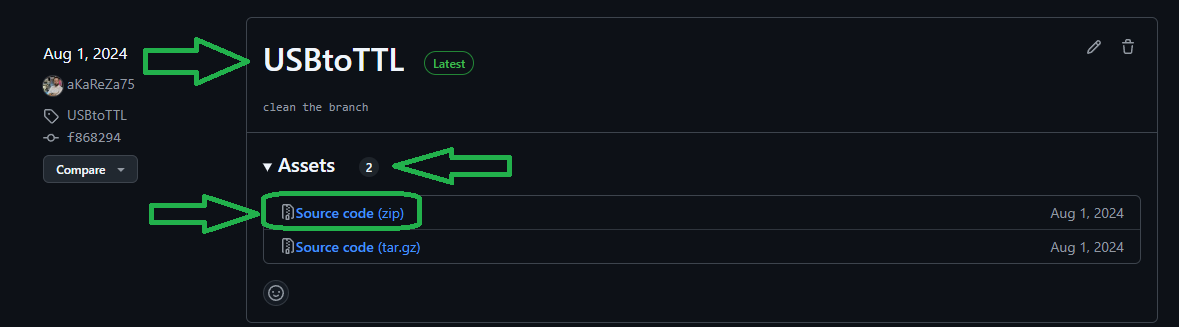 Aug 1, 2024
aKaReZa75
USBtoTTL
f868294
Compare
USBtoTTL Latest
clean the branch
Assets 2
Source code (zip) Aug 1, 2024
Source code (tar.gz) Aug 1, 2024